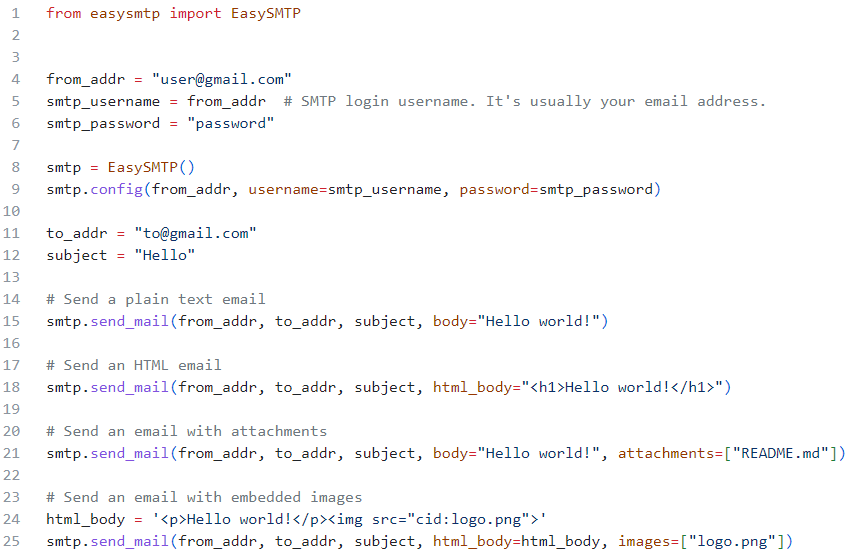 1 from easysmtp import EasySMTP
2
3
4 from_addr = "user@gmail.com"
5 smtp_username = from_addr  # SMTP login username. It's usually your email address.
6 smtp_password = "password"
7
8 smtp = EasySMTP()
9 smtp.config(from_addr, username=smtp_username, password=smtp_password)
10
11 to_addr = "to@gmail.com"
12 subject = "Hello"
13
14 # Send a plain text email
15 smtp.send_mail(from_addr, to_addr, subject, body="Hello world!")
16
17 # Send an HTML email
18 smtp.send_mail(from_addr, to_addr, subject, html_body="<h1>Hello world!</h1>")
19
20 # Send an email with attachments
21 smtp.send_mail(from_addr, to_addr, subject, body="Hello world!", attachments=["README.md"])
22
23 # Send an email with embedded images
24 html_body = '<p>Hello world!</p><img src="cid:logo.png">'
25 smtp.send_mail(from_addr, to_addr, subject, html_body=html_body, images=["logo.png"])